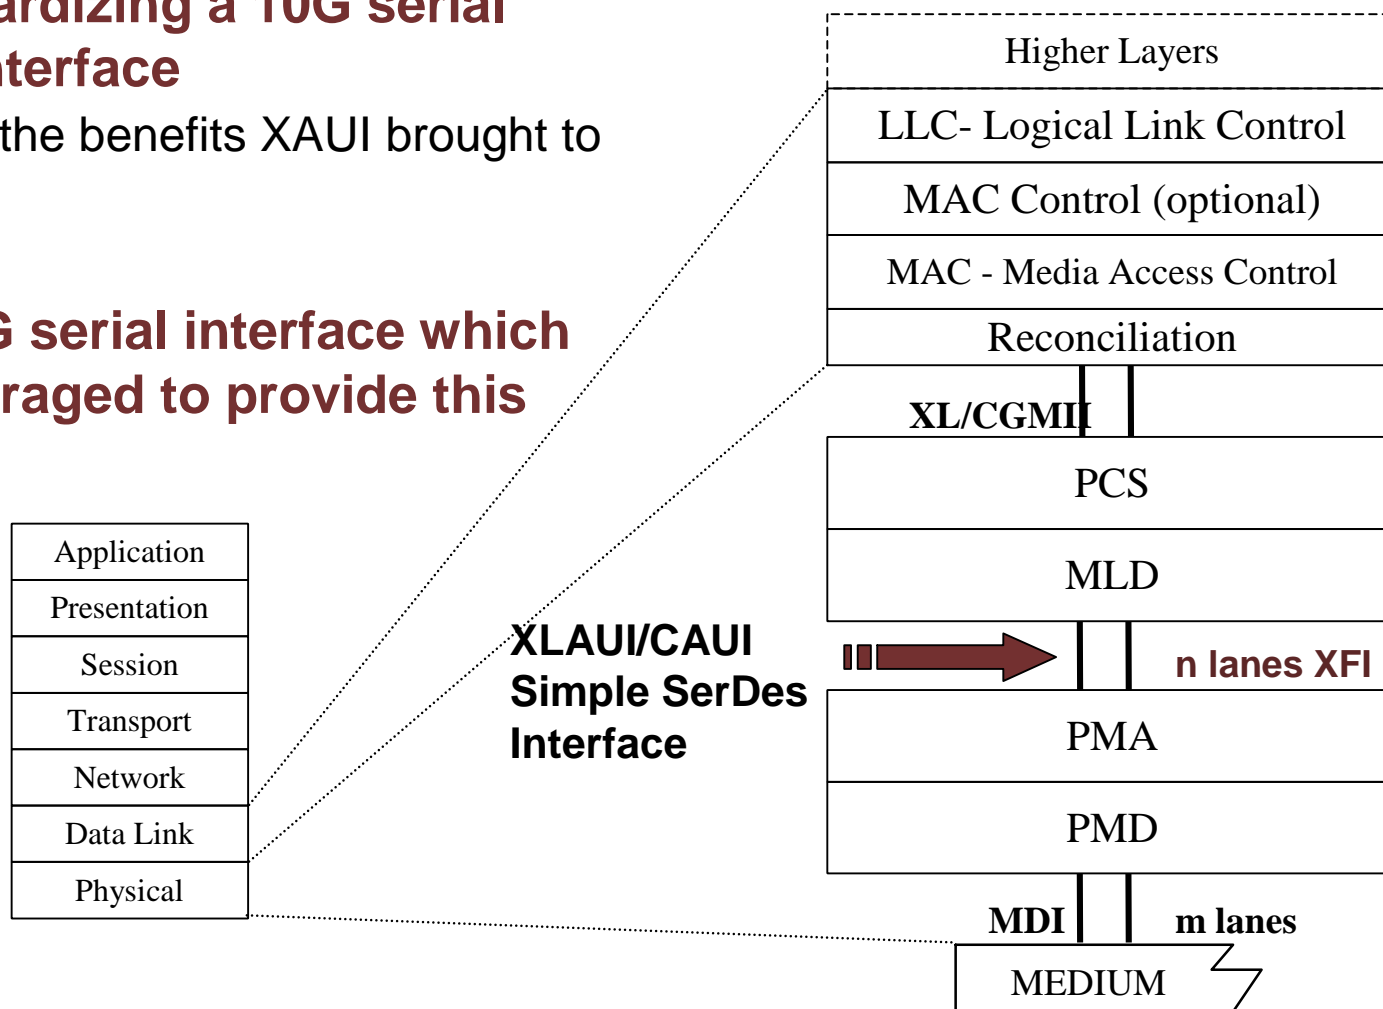 ardizing a 10G serial
nterface
the benefits XAUI brought to
G serial interface which
raged to provide this
Application
Presentation
Session
Transport
Network
Data Link
Physical
XLAUI/CAUI
Simple SerDes
Interface
Higher Layers
LLC- Logical Link Control
MAC Control (optional)
MAC - Media Access Control
Reconciliation
XL/CGMII
PCS
MLD
n lanes XFI
PMA
PMD
MDI
m lanes
MEDIUM